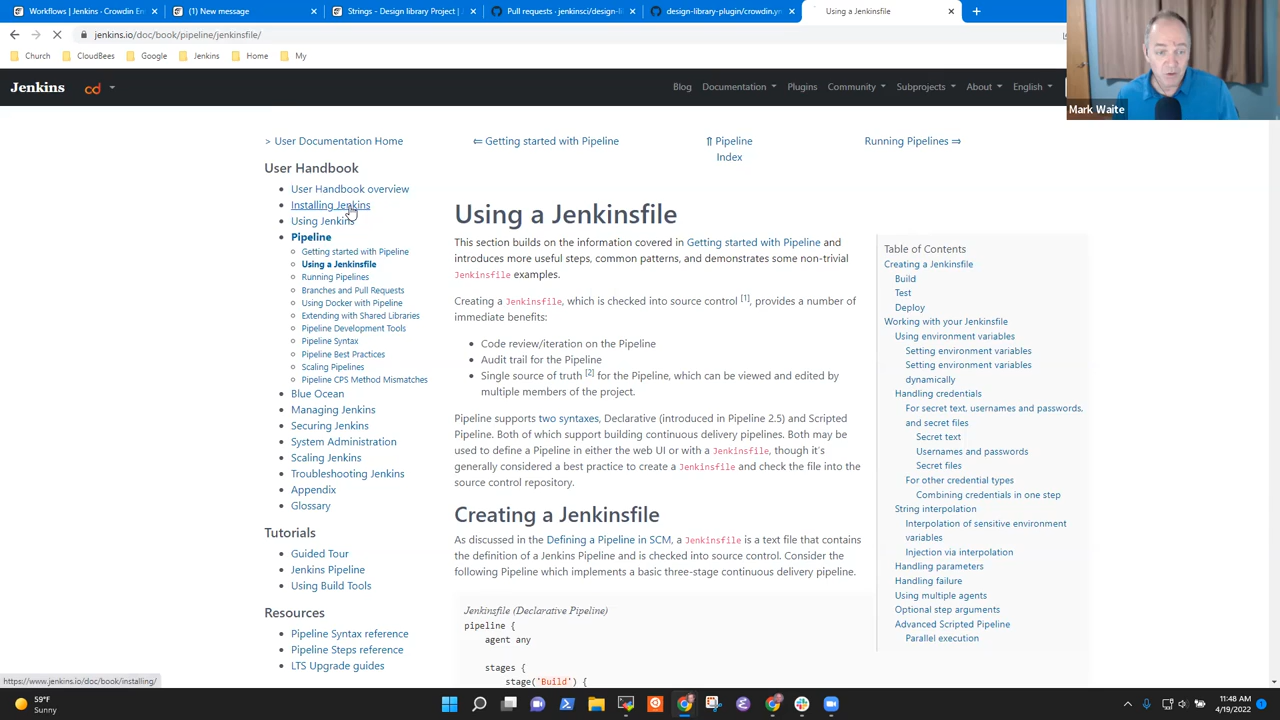 Workflows | Jenkins - Crowdin En
(1) New message
Strings - Design library Project |
Pull requests · jenkinsci/design-li
design-library-plugin/crowdin.ym
Using a Jenkinsfile
jenkins.io/doc/book/pipeline/jenkinsfile/
Church
CloudBees
Google
Jenkins
Home
My
Mark Waite
Jenkins
cd
Blog
Documentation
Plugins
Community
Subprojects
About
English
> User Documentation Home
⇐ Getting started with Pipeline
⇑ Pipeline
Index
Running Pipelines ⇒
User Handbook
User Handbook overview
Installing Jenkins
Using Jenkins
Pipeline
Getting started with Pipeline
Using a Jenkinsfile
Running Pipelines
Branches and Pull Requests
Using Docker with Pipeline
Extending with Shared Libraries
Pipeline Development Tools
Pipeline Syntax
Pipeline Best Practices
Scaling Pipelines
Pipeline CPS Method Mismatches
Blue Ocean
Managing Jenkins
Securing Jenkins
System Administration
Scaling Jenkins
Troubleshooting Jenkins
Appendix
Glossary
Tutorials
Guided Tour
Jenkins Pipeline
Using Build Tools
Resources
Pipeline Syntax reference
Pipeline Steps reference
LTS Upgrade guides
Using a Jenkinsfile
This section builds on the information covered in Getting started with Pipeline and
introduces more useful steps, common patterns, and demonstrates some non-trivial
Jenkinsfile examples.
Creating a Jenkinsfile, which is checked into source control [1], provides a number of
immediate benefits:
Code review/iteration on the Pipeline
Audit trail for the Pipeline
Single source of truth [2] for the Pipeline, which can be viewed and edited by
multiple members of the project.
Pipeline supports two syntaxes, Declarative (introduced in Pipeline 2.5) and Scripted
Pipeline. Both of which support building continuous delivery pipelines. Both may be
used to define a Pipeline in either the web UI or with a Jenkinsfile, though it's
generally considered a best practice to create a Jenkinsfile and check the file into the
source control repository.
Creating a Jenkinsfile
As discussed in the Defining a Pipeline in SCM, a Jenkinsfile is a text file that contains
the definition of a Jenkins Pipeline and is checked into source control. Consider the
following Pipeline which implements a basic three-stage continuous delivery pipeline.
Jenkinsfile (Declarative Pipeline)
pipeline {
agent any
stages {
stage('Build') {
Table of Contents
Creating a Jenkinsfile
Build
Test
Deploy
Working with your Jenkinsfile
Using environment variables
Setting environment variables
Setting environment variables
dynamically
Handling credentials
For secret text, usernames and passwords,
and secret files
Secret text
Usernames and passwords
Secret files
For other credential types
Combining credentials in one step
String interpolation
Interpolation of sensitive environment
variables
Injection via interpolation
Handling parameters
Handling failure
Using multiple agents
Optional step arguments
Advanced Scripted Pipeline
Parallel execution
https://www.jenkins.io/doc/book/installing/
59°F
Sunny
11:48 AM
4/19/2022